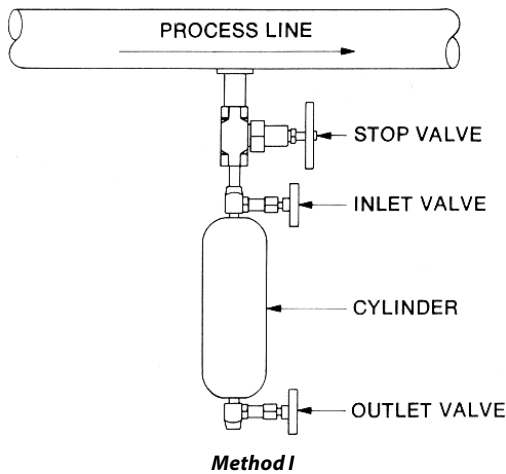 PROCESS LINE
STOP VALVE
INLET VALVE
CYLINDER
OUTLET VALVE
Method I